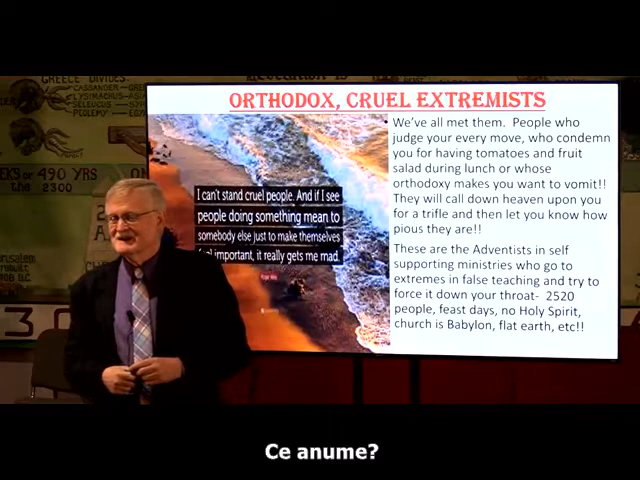 GREECE DIVIDES:
CASSANDER
LYSYMACHUS
SELEUCUS
PTOLEMY
EKS or 490 YRS
the 2300
ORTHODOX, CRUEL EXTREMISTS
I can't stand cruel people. And if I see
people doing something mean to
somebody else just to make themselves
important, it really gets me mad.
We've all met them. People who
judge your every move, who condemn
you for having tomatoes and fruit
salad during lunch or whose
orthodoxy makes you want to vomit!!
They will call down heaven upon you
for a trifle and then let you know how
pious they are!!
These are the Adventists in self
supporting ministries who go to
extremes in false teaching and try to
force it down your throat- 2520
people, feast days, no Holy Spirit,
church is Babylon, flat earth, etc!!
Ce anume?